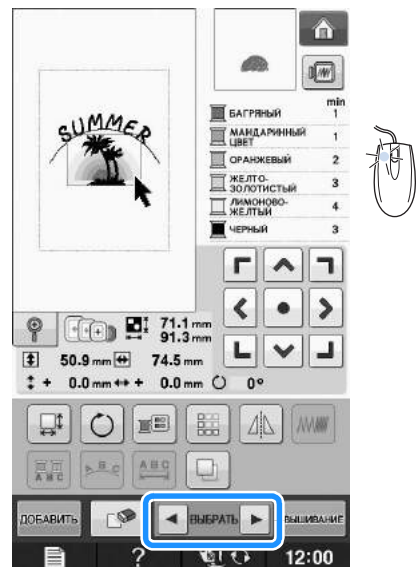 SUMMER
min
БАГРЯНЫЙ 1
МАНДАРИННЫЙ
ЦВЕТ 1
ОРАНЖЕВЫЙ 2
ЖЕЛТО-
ЗОЛОТИСТЫЙ 3
ЛИМОНОВО-
ЖЕЛТЫЙ 4
ЧЕРНЫЙ 3
71.1 mm
91.3 mm
50.9 mm 74.5 mm
+ 0.0 mm + 0.0 mm 0°
A B C A B C A B C
ДОБАВИТЬ ВЫБРАТЬ ВЫШИВАНИЕ
? 12:00